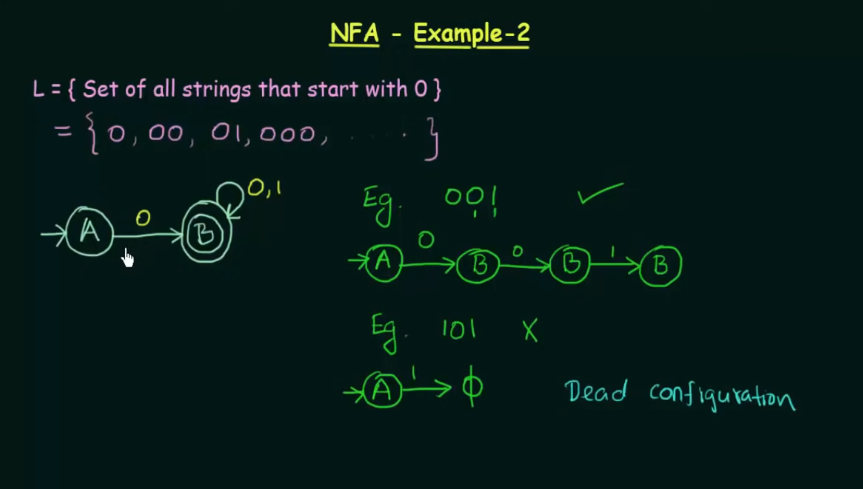 NFA - Example-2
L = { Set of all strings that start with 0 }
= { 0, 00, 01, 000, ..... }
A 0 B 0,1
Eg. 001 ✓
A 0 B 0 B 1 B
Eg. 101 X
A 1 ϕ
Dead configuration